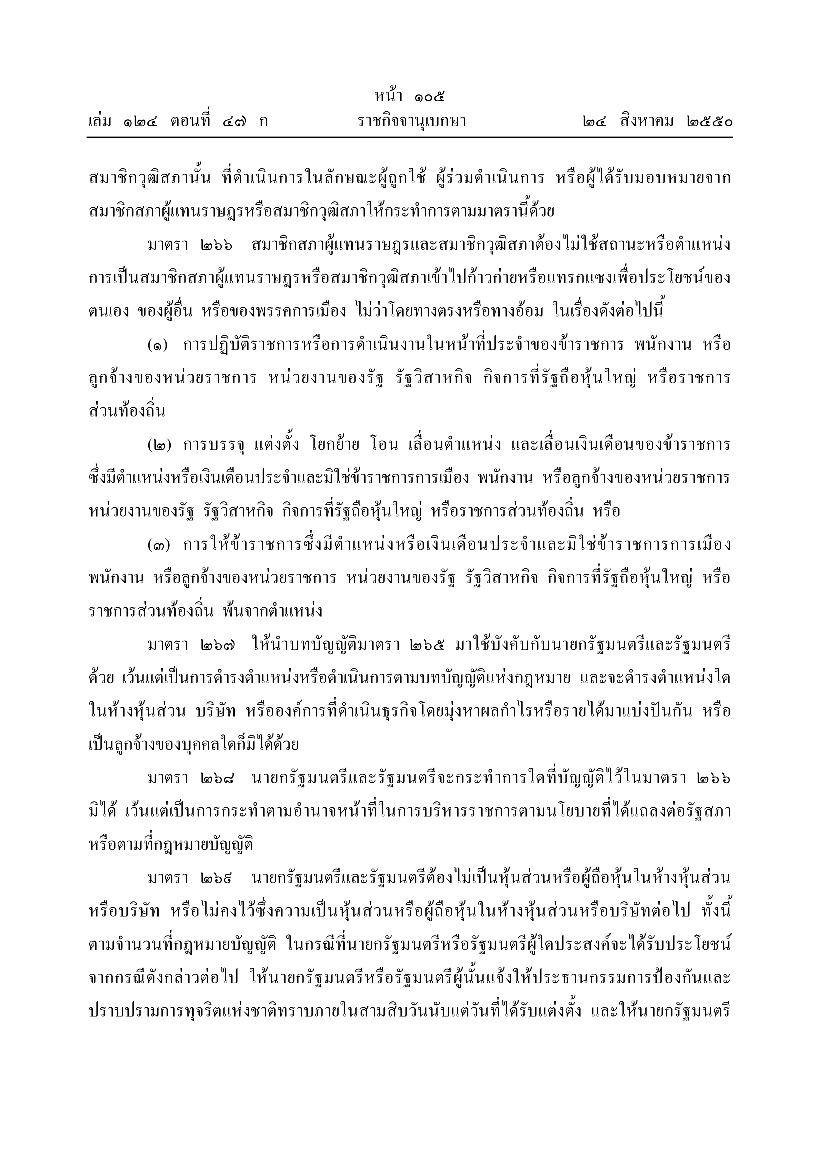 หน้า ๑๐๕
เล่ม ๑๒๔ ตอนที่ ๔๗ ก ราชกิจจานุเบกษา ๒๔ สิงหาคม ๒๕๕๐
สมาชิกวุฒิสภานั้น ที่ดำเนินการในลักษณะผู้ถูกใช้ ผู้ร่วมดำเนินการ หรือผู้ได้รับมอบหมายจาก
สมาชิกสภาผู้แทนราษฎรหรือสมาชิกวุฒิสภาให้กระทำการตามมาตรานี้ด้วย
มาตรา ๒๖๖ สมาชิกสภาผู้แทนราษฎรและสมาชิกวุฒิสภาต้องไม่ใช้สถานะหรือตำแหน่ง
การเป็นสมาชิกสภาผู้แทนราษฎรหรือสมาชิกวุฒิสภาเข้าไปก้าวก่ายหรือแทรกแซงเพื่อประโยชน์ของ
ตนเอง ของผู้อื่น หรือของพรรคการเมือง ไม่ว่าโดยทางตรงหรือทางอ้อม ในเรื่องดังต่อไปนี้
(๑) การปฏิบัติราชการหรือการดำเนินงานในหน้าที่ประจำของข้าราชการ พนักงาน หรือ
ลูกจ้างของหน่วยราชการ หน่วยงานของรัฐ รัฐวิสาหกิจ กิจการที่รัฐถือหุ้นใหญ่ หรือราชการ
ส่วนท้องถิ่น
(๒) การบรรจุ แต่งตั้ง โยกย้าย โอน เลื่อนตำแหน่ง และเลื่อนเงินเดือนของข้าราชการ
ซึ่งมีตำแหน่งหรือเงินเดือนประจำและมิใช่ข้าราชการการเมือง พนักงาน หรือลูกจ้างของหน่วยราชการ
หน่วยงานของรัฐ รัฐวิสาหกิจ กิจการที่รัฐถือหุ้นใหญ่ หรือราชการส่วนท้องถิ่น หรือ
(๓) การให้ข้าราชการซึ่งมีตำแหน่งหรือเงินเดือนประจำและมิใช่ข้าราชการการเมือง
พนักงาน หรือลูกจ้างของหน่วยราชการ หน่วยงานของรัฐ รัฐวิสาหกิจ กิจการที่รัฐถือหุ้นใหญ่ หรือ
ราชการส่วนท้องถิ่น พ้นจากตำแหน่ง
มาตรา ๒๖๗ ให้นำบทบัญญัติมาตรา ๒๖๕ มาใช้บังคับกับนายกรัฐมนตรีและรัฐมนตรี
ด้วย เว้นแต่เป็นการดำรงตำแหน่งหรือดำเนินการตามบทบัญญัติแห่งกฎหมาย และจะดำรงตำแหน่งใด
ในห้างหุ้นส่วน บริษัท หรือองค์การที่ดำเนินธุรกิจโดยมุ่งหาผลกำไรหรือรายได้มาแบ่งปันกัน หรือ
เป็นลูกจ้างของบุคคลใดก็มิได้ด้วย
มาตรา ๒๖๘ นายกรัฐมนตรีและรัฐมนตรีจะกระทำการใดที่บัญญัติไว้ในมาตรา ๒๖๖
มิได้ เว้นแต่เป็นการกระทำตามอำนาจหน้าที่ในการบริหารราชการตามนโยบายที่ได้แถลงต่อรัฐสภา
หรือตามที่กฎหมายบัญญัติ
มาตรา ๒๖๙ นายกรัฐมนตรีและรัฐมนตรีต้องไม่เป็นหุ้นส่วนหรือผู้ถือหุ้นในห้างหุ้นส่วน
หรือบริษัท หรือไม่คงไว้ซึ่งความเป็นหุ้นส่วนหรือผู้ถือหุ้นในห้างหุ้นส่วนหรือบริษัทต่อไป ทั้งนี้
ตามจำนวนที่กฎหมายบัญญัติ ในกรณีที่นายกรัฐมนตรีหรือรัฐมนตรีผู้ใดประสงค์จะได้รับประโยชน์
จากกรณีดังกล่าวต่อไป ให้นายกรัฐมนตรีหรือรัฐมนตรีผู้นั้นแจ้งให้ประธานกรรมการป้องกันและ
ปราบปรามการทุจริตแห่งชาติทราบภายในสามสิบวันนับแต่วันที่ได้รับแต่งตั้ง และให้นายกรัฐมนตรี